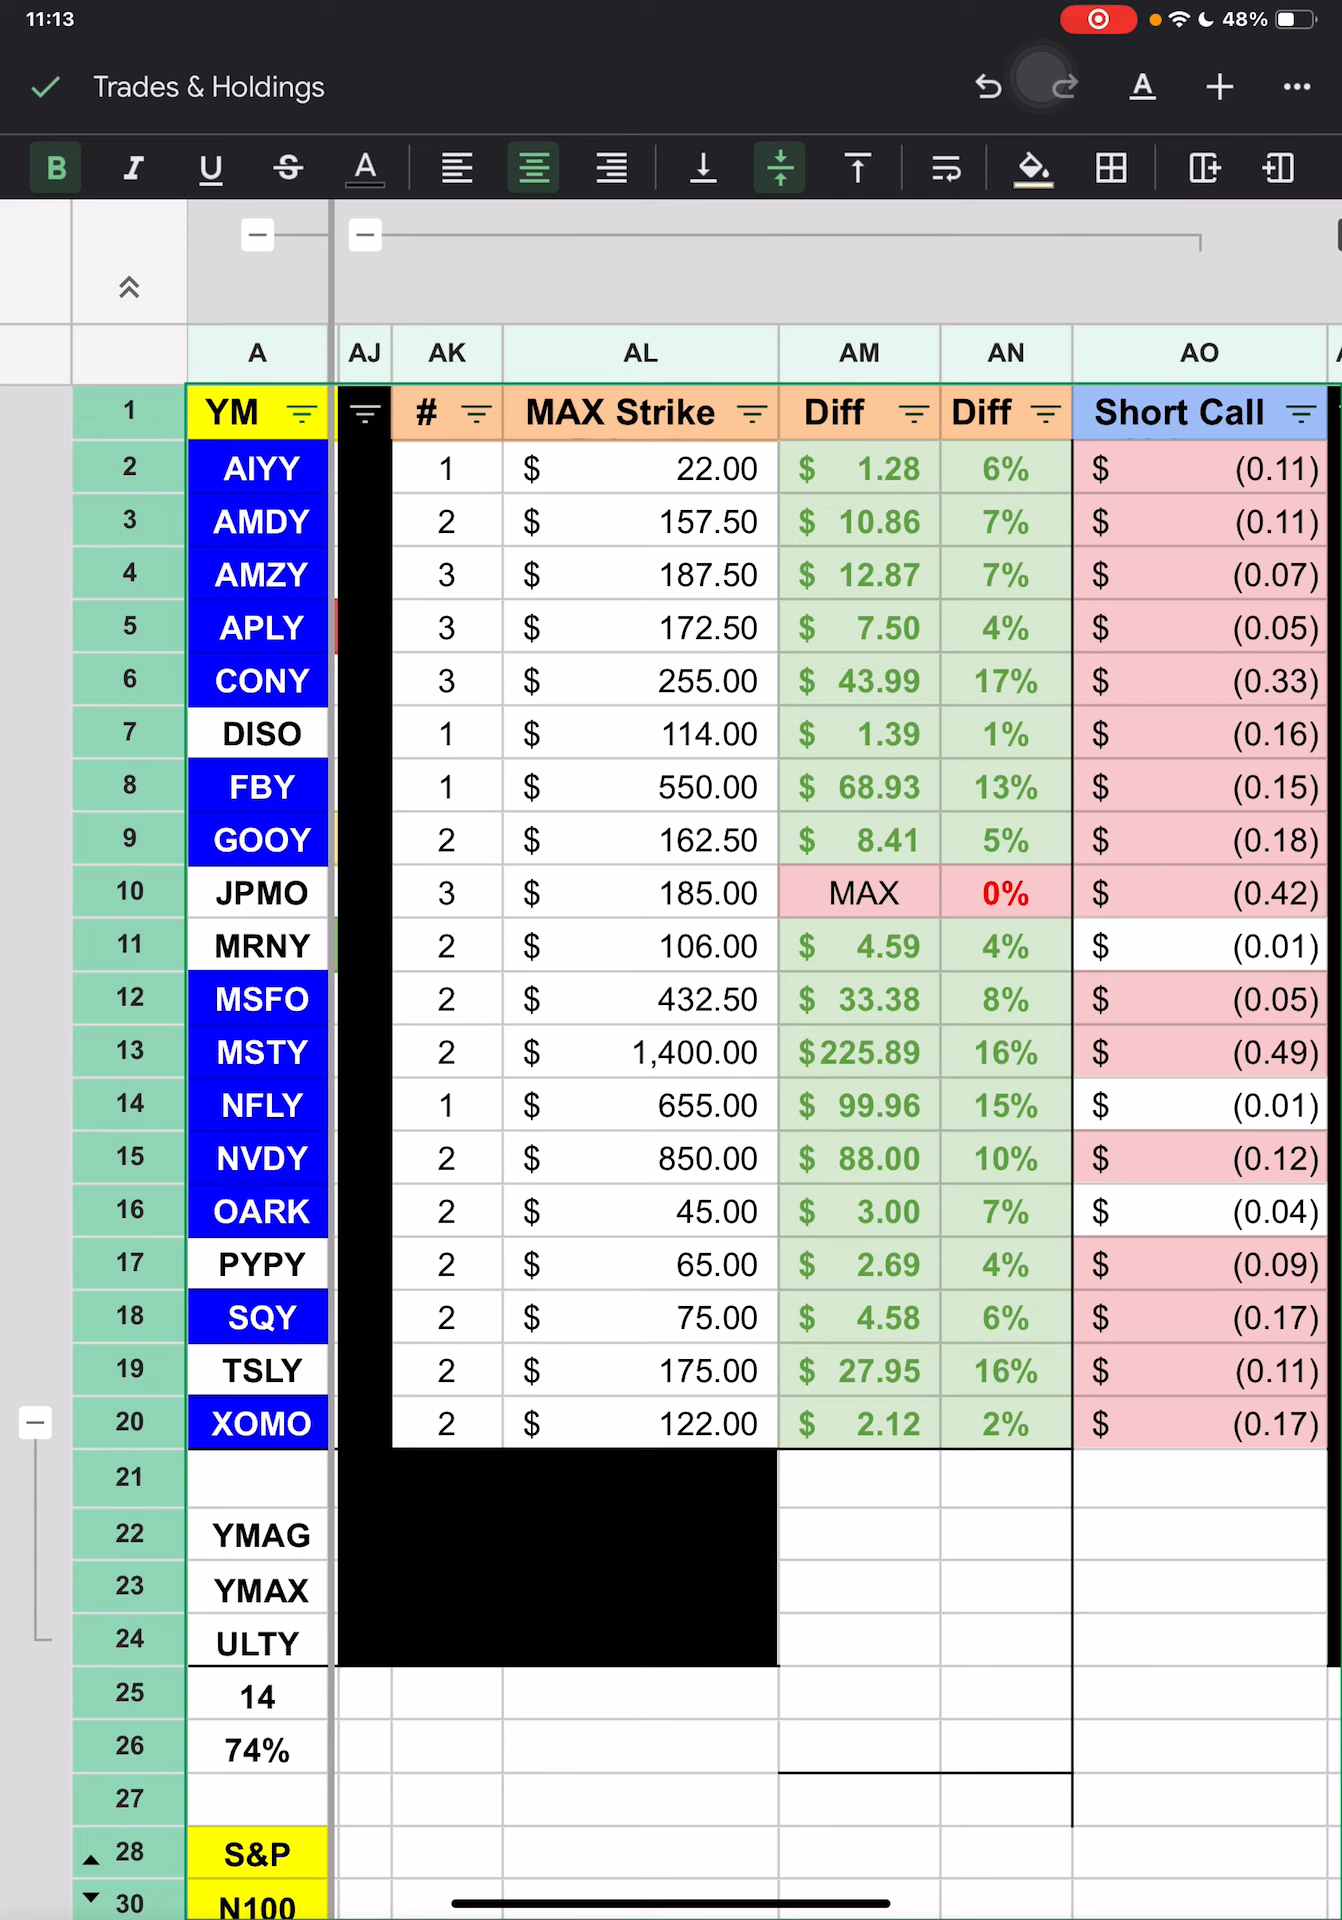 11:13
48%
Trades & Holdings
B I U S A
A AJ AK AL AM AN AO
1 YM # MAX Strike Diff Diff Short Call
2 AIYY 1 $ 22.00 $ 1.28 6% $ (0.11)
3 AMDY 2 $ 157.50 $ 10.86 7% $ (0.11)
4 AMZY 3 $ 187.50 $ 12.87 7% $ (0.07)
5 APLY 3 $ 172.50 $ 7.50 4% $ (0.05)
6 CONY 3 $ 255.00 $ 43.99 17% $ (0.33)
7 DISO 1 $ 114.00 $ 1.39 1% $ (0.16)
8 FBY 1 $ 550.00 $ 68.93 13% $ (0.15)
9 GOOY 2 $ 162.50 $ 8.41 5% $ (0.18)
10 JPMO 3 $ 185.00 MAX 0% $ (0.42)
11 MRNY 2 $ 106.00 $ 4.59 4% $ (0.01)
12 MSFO 2 $ 432.50 $ 33.38 8% $ (0.05)
13 MSTY 2 $ 1,400.00 $225.89 16% $ (0.49)
14 NFLY 1 $ 655.00 $ 99.96 15% $ (0.01)
15 NVDY 2 $ 850.00 $ 88.00 10% $ (0.12)
16 OARK 2 $ 45.00 $ 3.00 7% $ (0.04)
17 PYPY 2 $ 65.00 $ 2.69 4% $ (0.09)
18 SQY 2 $ 75.00 $ 4.58 6% $ (0.17)
19 TSLY 2 $ 175.00 $ 27.95 16% $ (0.11)
20 XOMO 2 $ 122.00 $ 2.12 2% $ (0.17)
21
22 YMAG
23 YMAX
24 ULTY
25 14
26 74%
27
28 S&P
30 N100